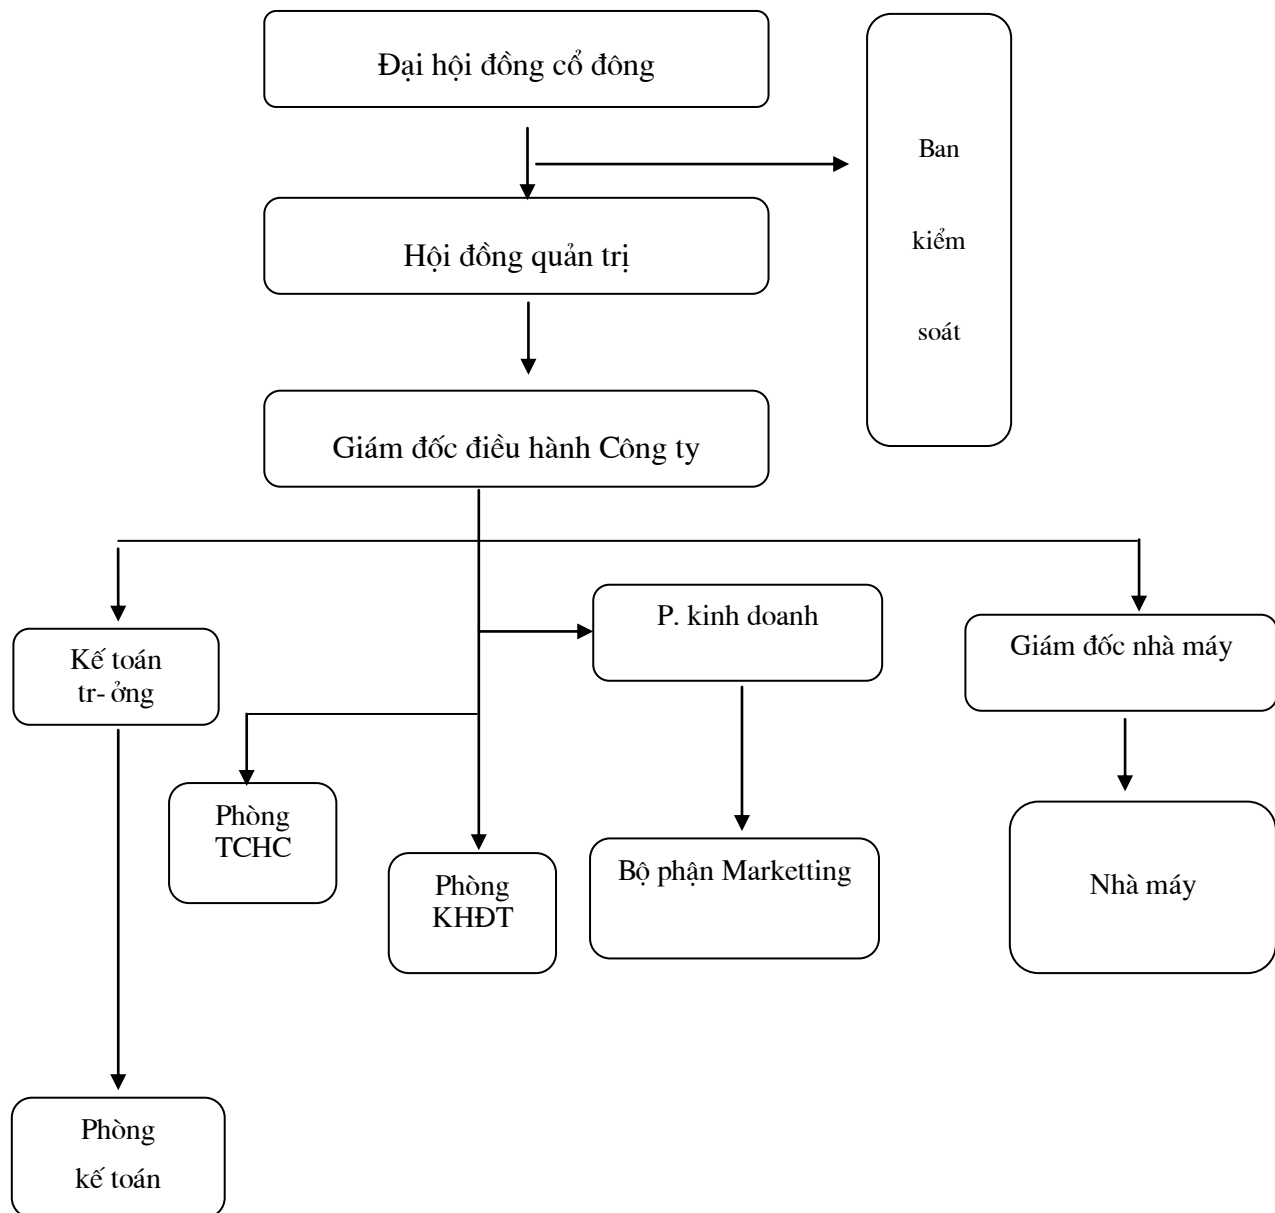 Đại hội đồng cổ đông
Ban
kiểm
soát
Hội đồng quản trị
Giám đốc điều hành Công ty
P. kinh doanh
Giám đốc nhà máy
Kế toán
tr- ởng
Phòng
TCHC
Phòng
KHĐT
Bộ phận Marketting
Nhà máy
Phòng
kế toán